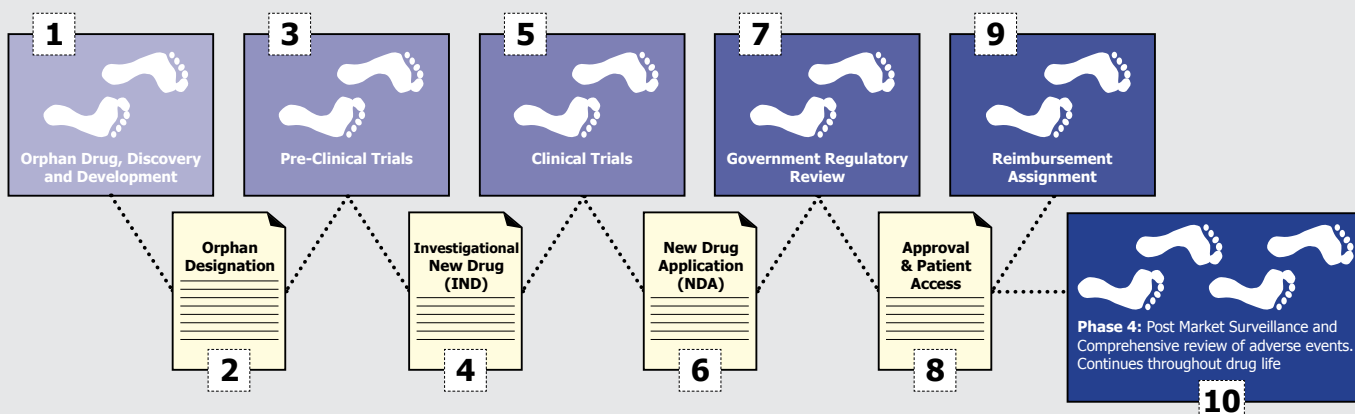 1
Orphan Drug, Discovery
and Development
2
Orphan
Designation
3
Pre-Clinical Trials
4
Investigational
New Drug
(IND)
5
Clinical Trials
6
New Drug
Application
(NDA)
7
Government Regulatory
Review
8
Approval
& Patient
Access
9
Reimbursement
Assignment
10
Phase 4: Post Market Surveillance and
Comprehensive review of adverse events.
Continues throughout drug life